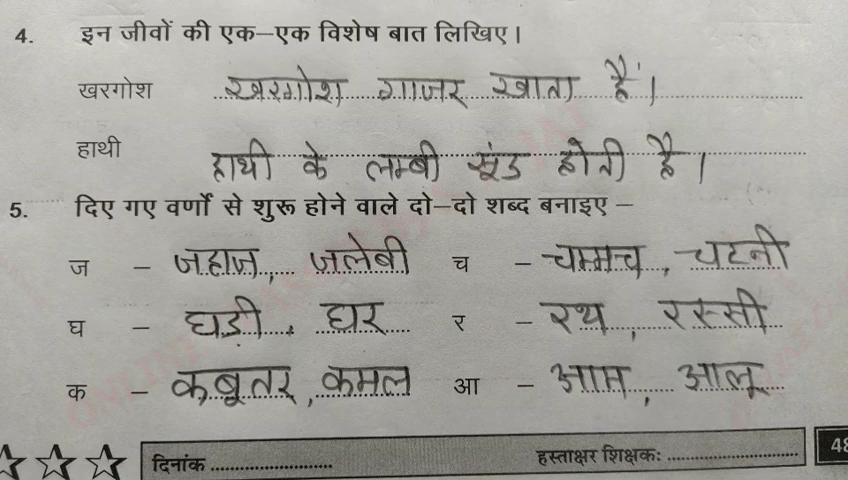 4. इन जीवों की एक–एक विशेष बात लिखिए।
खरगोश खरगोश गाजर खाता हैं।
हाथी हाथी के लम्बी सूंड होती है।
5. दिए गए वर्णों से शुरू होने वाले दो–दो शब्द बनाइए –
ज – जहाज, जलेबी च – चम्मच, चटनी
घ – घड़ी, घर र – रथ, रस्सी
क – कबूतर, कमल आ – आम, आलू
दिनांक .............................. हस्ताक्षर शिक्षक: ..............................
48